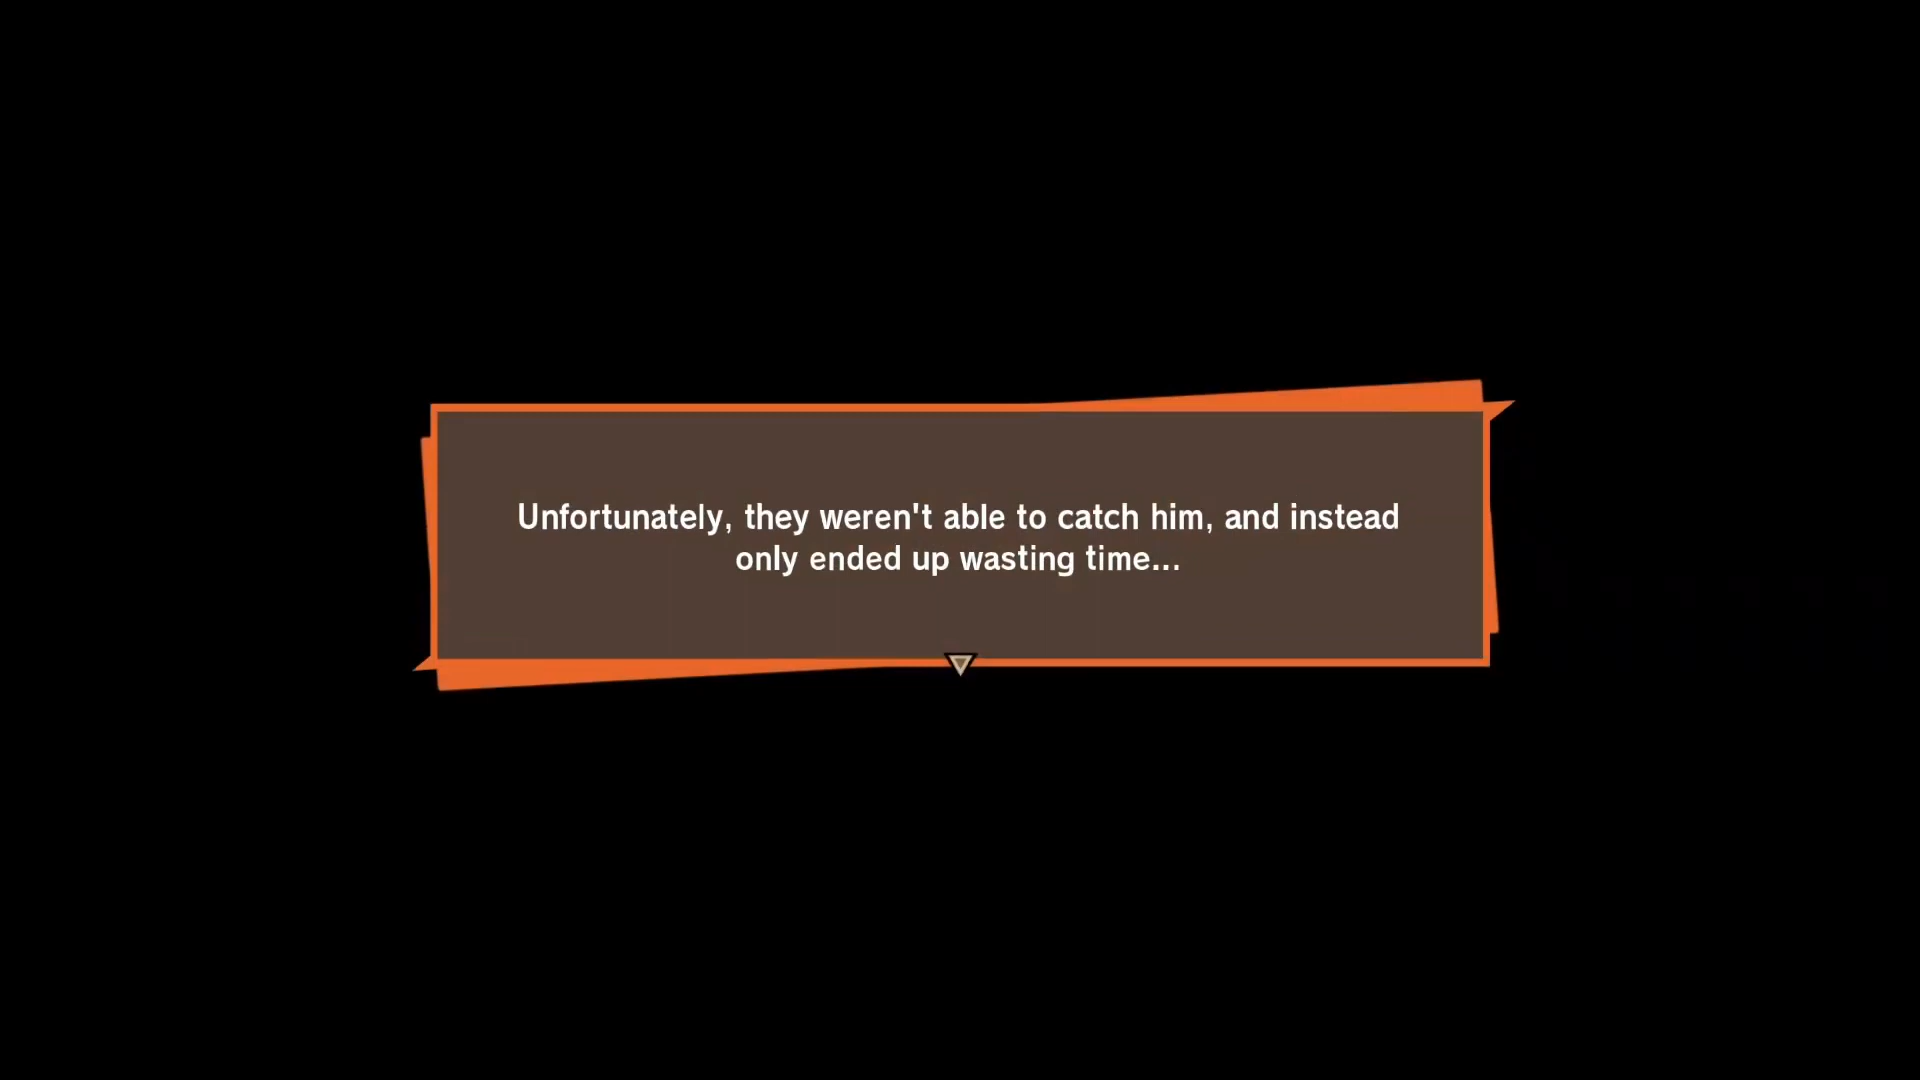 Unfortunately, they weren't able to catch him, and instead
only ended up wasting time...